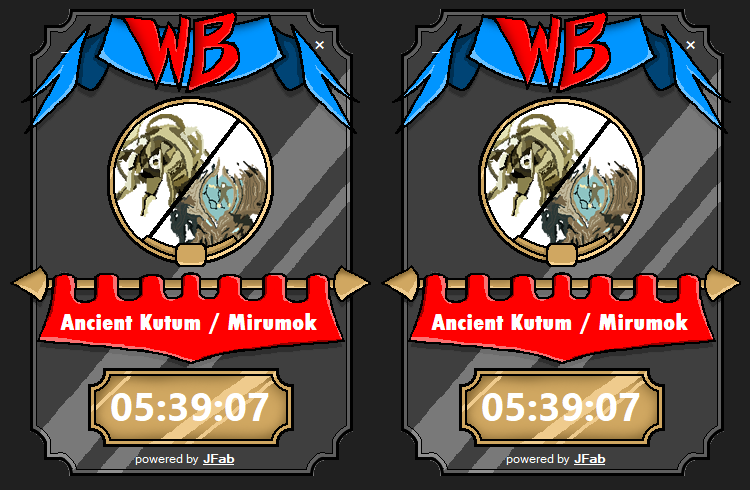 WB
×
Ancient Kutum / Mirumok
05:39:07
powered by JFab
WB
×
Ancient Kutum / Mirumok
05:39:07
powered by JFab